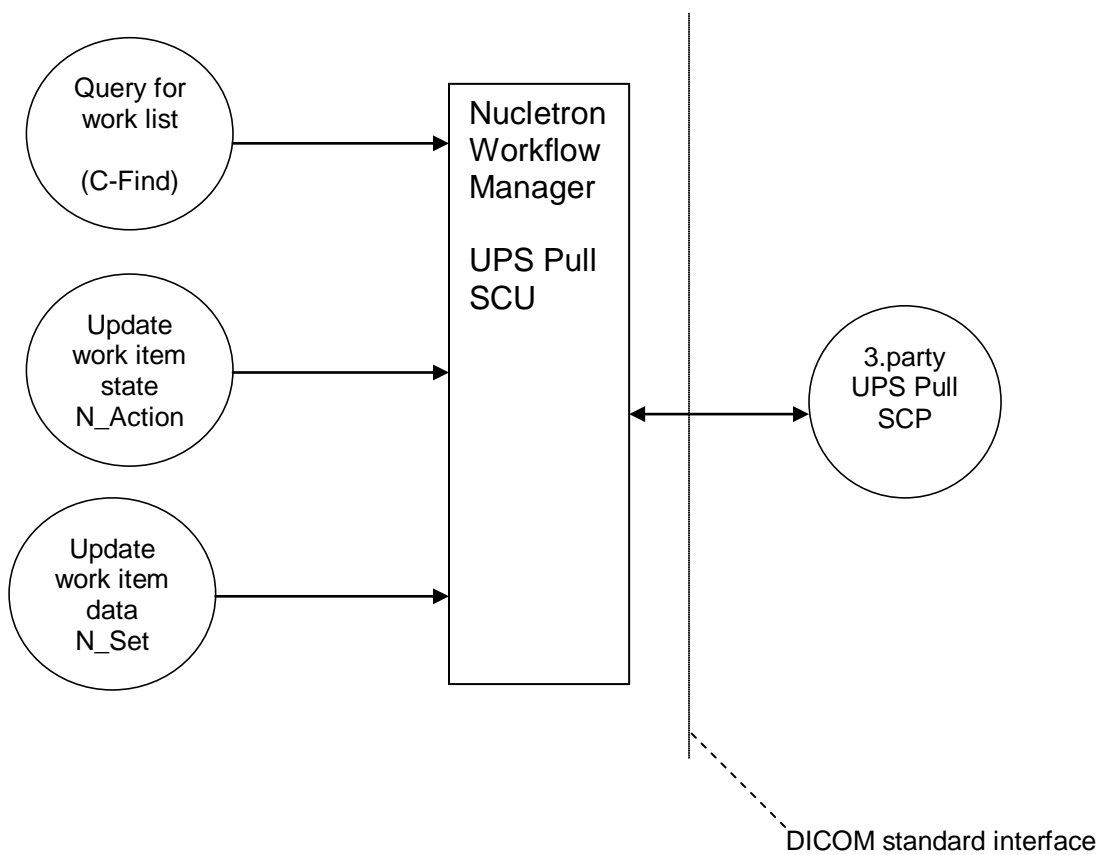 Query for
work list
(C-Find)
Nucletron
Workflow
Manager
UPS Pull
SCU
Update
work item
state
N_Action
3.party
UPS Pull
SCP
Update
work item
data
N_Set
DICOM standard interface